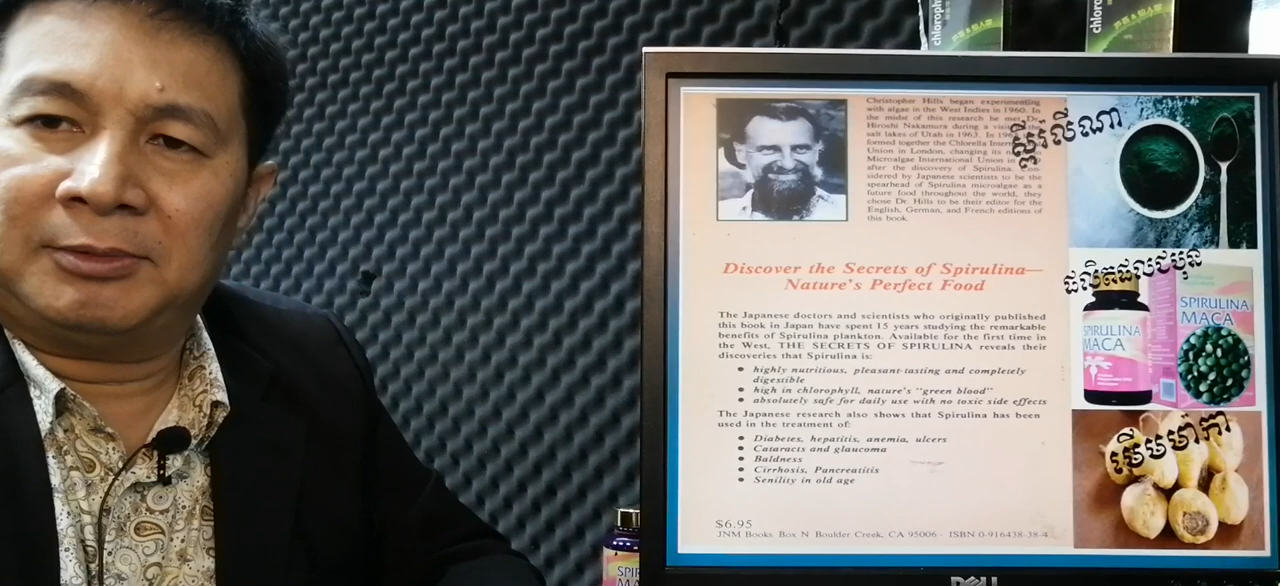 chloroph
chloro
Christopher Hills began experimenting
with algae in the West Indies in 1960. In
the midst of this research he met Dr.
Hiroshi Nakamura during a visit
salt lakes of Utah in 1963. In
formed together the Chlorella
Union in London, changing its
Microalgae International Union in
after the discovery of Spirulina. Con-
sidered by Japanese scientists to be the
spearhead of Spirulina microalgae as a
future food throughout the world, they
chose Dr. Hills to be their editor for the
English, German, and French editions of
this book.
Discover the Secrets of Spirulina—
Nature's Perfect Food
The Japanese doctors and scientists who originally published
this book in Japan have spent 15 years studying the remarkable
benefits of Spirulina plankton. Available for the first time in
the West, THE SECRETS OF SPIRULINA reveals their
discoveries that Spirulina is:
● highly nutritious, pleasant-tasting and completely
digestible
● high in chlorophyll, nature's "green blood"
● absolutely safe for daily use with no toxic side effects
The Japanese research also shows that Spirulina has been
used in the treatment of:
● Diabetes, hepatitis, anemia, ulcers
● Cataracts and glaucoma
● Baldness
● Cirrhosis, Pancreatitis
● Senility in old age
$6.95
JNM Books Box N Boulder Creek, CA 95006 · ISBN 0-916438-38-4
ស្ពីរូលីណា
ផលិតផលជប៉ុន
SPIRULINA
MACA
SPIRULINA
MACA
មើមម៉ាកា
SPIR
MA
DELL